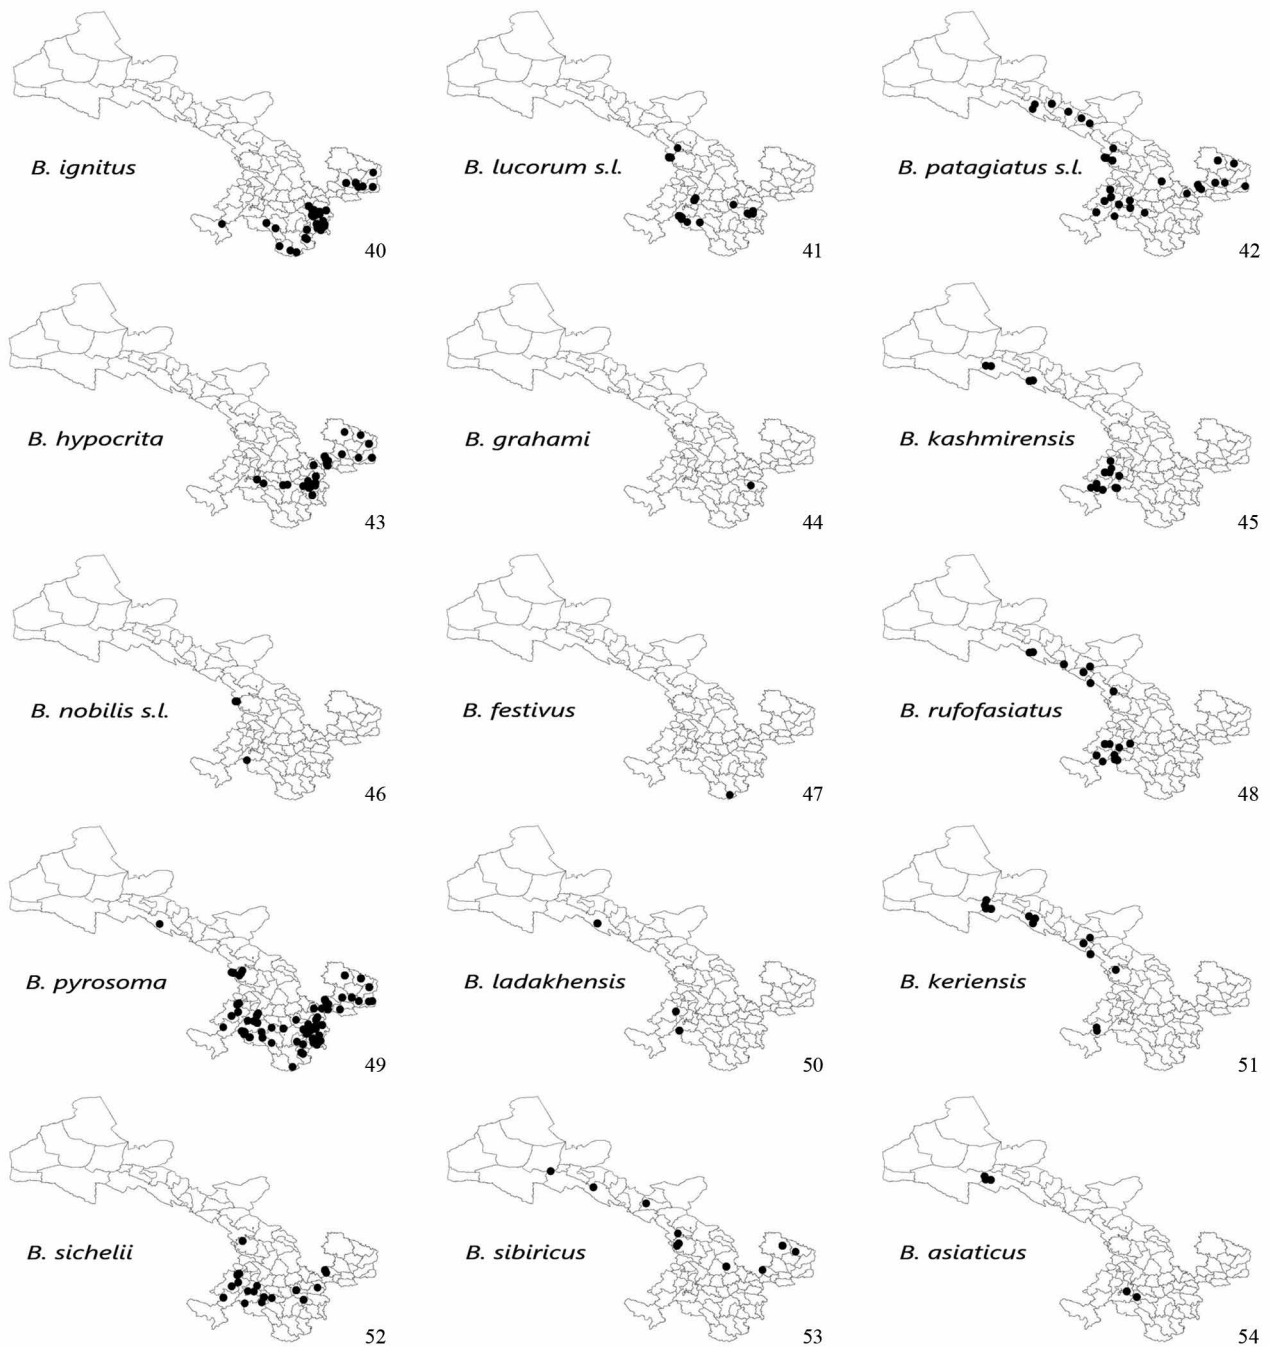 B. ignitus
40
B. lucorum s.l.
41
B. patagiatus s.l.
42
B. hypocrita
43
B. grahami
44
B. kashmirensis
45
B. nobilis s.l.
46
B. festivus
47
B. rufofasiatus
48
B. pyrosoma
49
B. ladakhensis
50
B. keriensis
51
B. sichelii
52
B. sibiricus
53
B. asiaticus
54